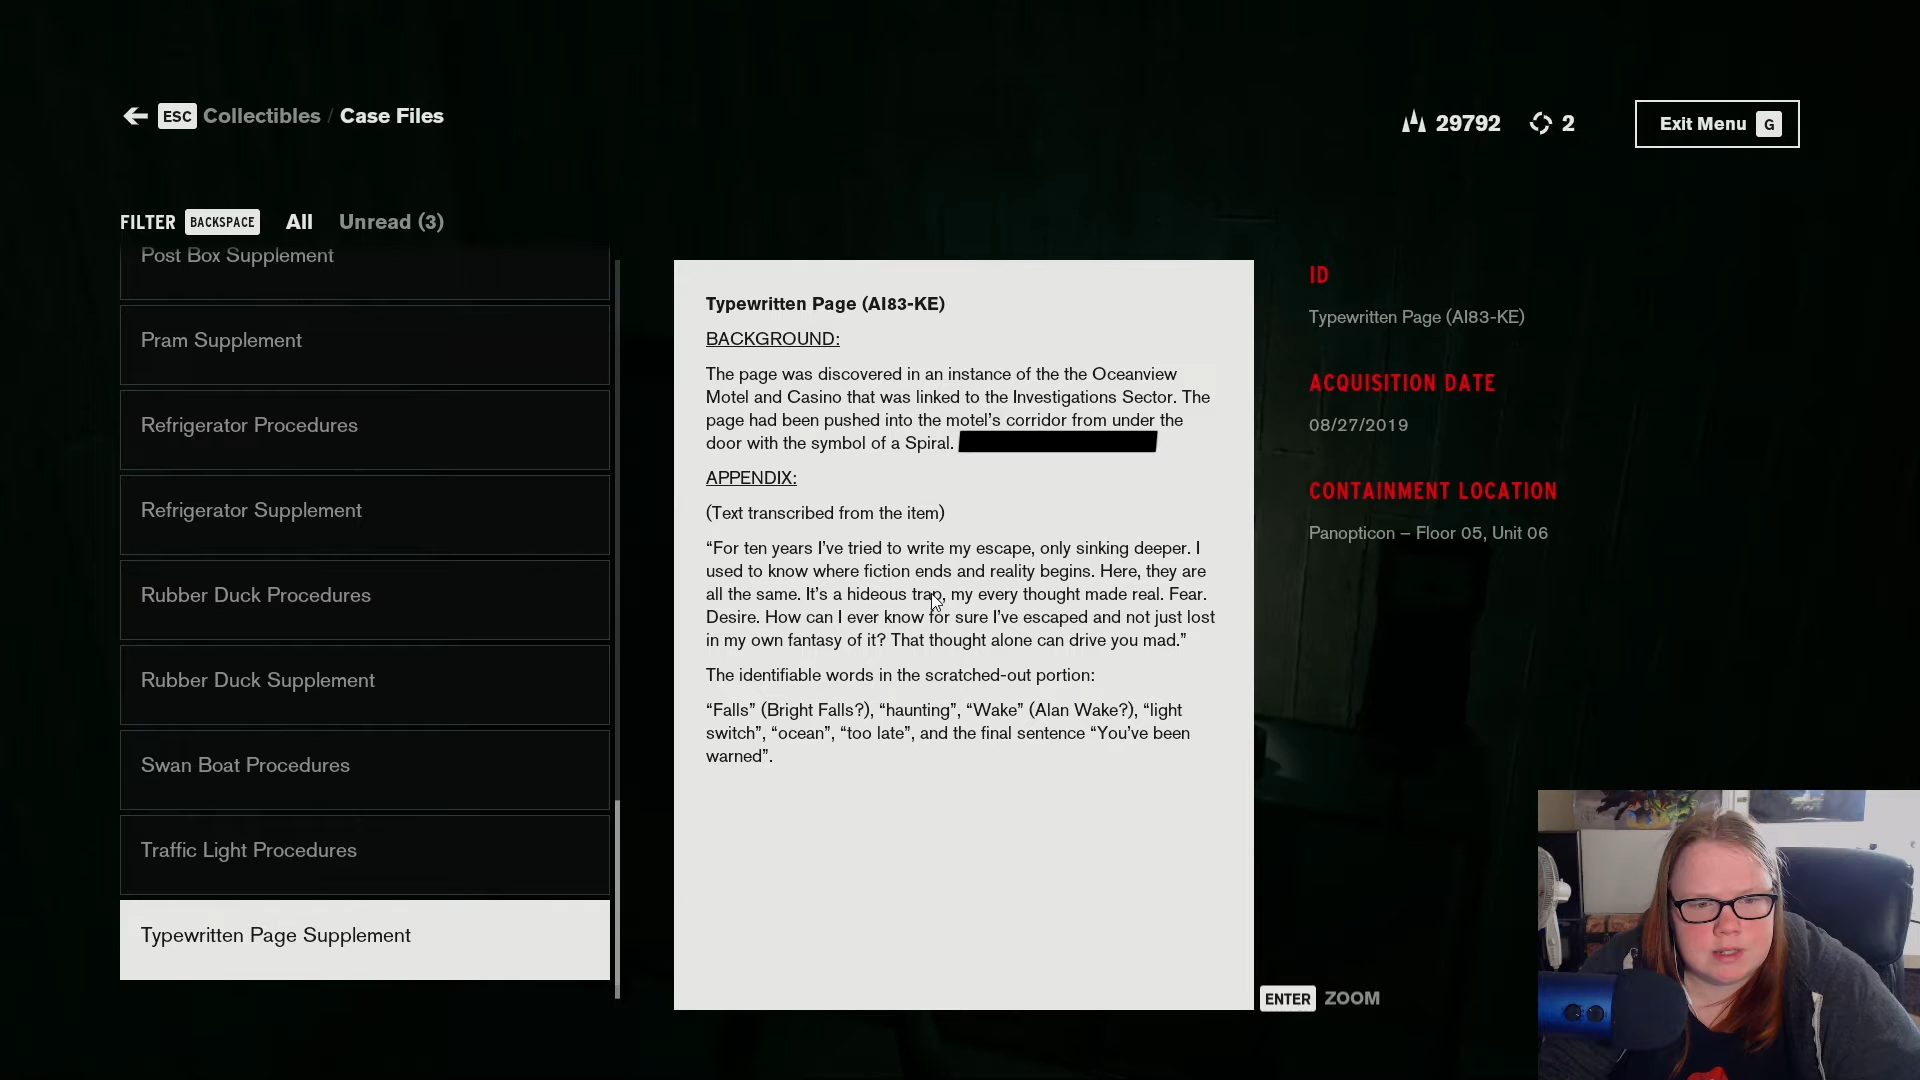 ESC Collectibles / Case Files
29792
2
Exit Menu G
FILTER BACKSPACE All Unread (3)
Post Box Supplement
Pram Supplement
Refrigerator Procedures
Refrigerator Supplement
Rubber Duck Procedures
Rubber Duck Supplement
Swan Boat Procedures
Traffic Light Procedures
Typewritten Page Supplement
Typewritten Page (AI83-KE)
BACKGROUND:
The page was discovered in an instance of the the Oceanview
Motel and Casino that was linked to the Investigations Sector. The
page had been pushed into the motel’s corridor from under the
door with the symbol of a Spiral.
APPENDIX:
(Text transcribed from the item)
“For ten years I’ve tried to write my escape, only sinking deeper. I
used to know where fiction ends and reality begins. Here, they are
all the same. It’s a hideous trap, my every thought made real. Fear.
Desire. How can I ever know for sure I’ve escaped and not just lost
in my own fantasy of it? That thought alone can drive you mad.”
The identifiable words in the scratched-out portion:
“Falls” (Bright Falls?), “haunting”, “Wake” (Alan Wake?), “light
switch”, “ocean”, “too late”, and the final sentence “You’ve been
warned”.
ENTER ZOOM
ID
Typewritten Page (AI83-KE)
ACQUISITION DATE
08/27/2019
CONTAINMENT LOCATION
Panopticon – Floor 05, Unit 06